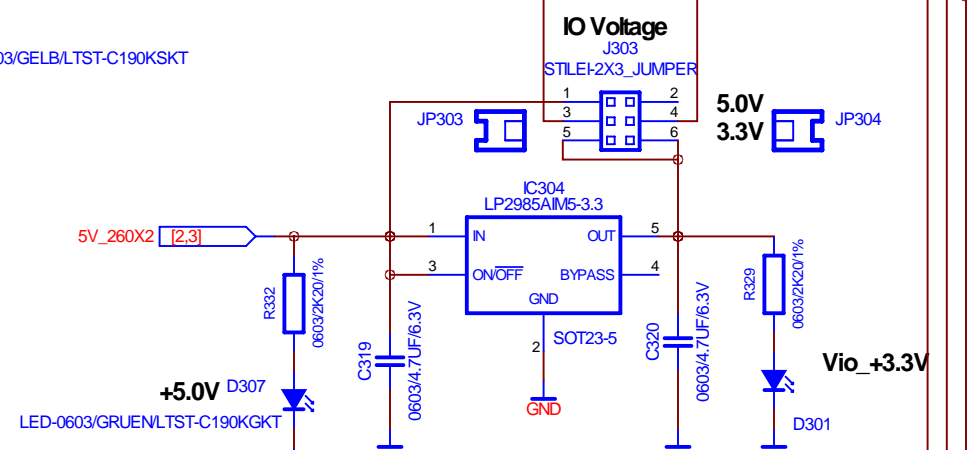 IO Voltage
J303
STILEI-2X3_JUMPER
03/GELB/LTST-C190KSKT
1 2
3 4
5 6
5.0V
3.3V
JP303
JP304
IC304
LP2985AIM5-3.3
5V_260X2 [2,3]
1 IN OUT 5
3 ON/OFF BYPASS 4
GND
2
SOT23-5
GND
R332
0603/2K20/1%
C319
0603/4.7UF/6.3V
C320
0603/4.7UF/6.3V
R329
0603/2K20/1%
+5.0V D307
LED-0603/GRUEN/LTST-C190KGKT
Vio_+3.3V
D301